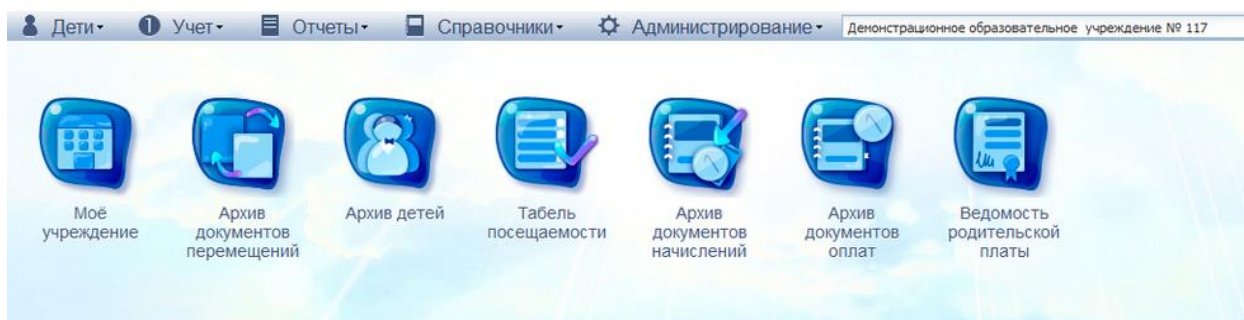 Дети Учет Отчеты Справочники Администрирование Демонстрационное образовательное учреждение № 117
Моё
учреждение
Архив
документов
перемещений
Архив детей
Табель
посещаемости
Архив
документов
начислений
Архив
документов
оплат
Ведомость
родительской
платы